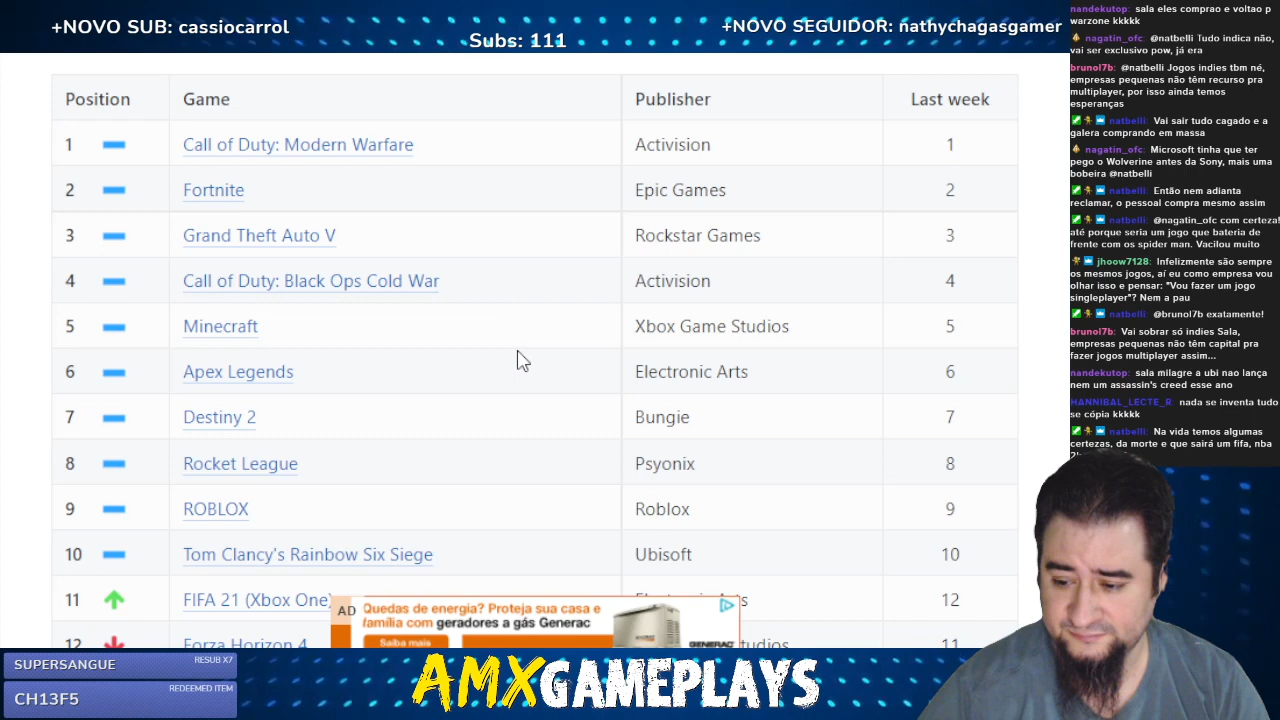 +NOVO SUB: cassiocarrol
Subs: 111
+NOVO SEGUIDOR: nathychagasgamer
Position Game Publisher Last week
1 Call of Duty: Modern Warfare Activision 1
2 Fortnite Epic Games 2
3 Grand Theft Auto V Rockstar Games 3
4 Call of Duty: Black Ops Cold War Activision 4
5 Minecraft Xbox Game Studios 5
6 Apex Legends Electronic Arts 6
7 Destiny 2 Bungie 7
8 Rocket League Psyonix 8
9 ROBLOX Roblox 9
10 Tom Clancy's Rainbow Six Siege Ubisoft 10
11 FIFA 21 (Xbox One) 12
12 Forza Horizon 4 11
AD
Quedas de energia? Proteja sua casa e
família com geradores a gás Generac
Saiba mais
GENERAC
nandekutop: sala eles comprao e voltao p
warzone kkkkk
nagatin_ofc: @natbelli Tudo indica não,
vai ser exclusivo pow, já era
brunol7b: @natbelli Jogos indies tbm né,
empresas pequenas não têm recurso pra
multiplayer, por isso ainda temos
esperanças
natbelli: Vai sair tudo cagado e a
galera comprando em massa
nagatin_ofc: Microsoft tinha que ter
pego o Wolverine antes da Sony, mais uma
bobeira @natbelli
natbelli: Então nem adianta
reclamar, o pessoal compra mesmo assim
natbelli: @nagatin_ofc com certeza!
até porque seria um jogo que bateria de
frente com os spider man. Vacilou muito
jhoow7128: Infelizmente são sempre
os mesmos jogos, aí eu como empresa vou
olhar isso e pensar: "Vou fazer um jogo
singleplayer"? Nem a pau
natbelli: @brunol7b exatamente!
brunol7b: Vai sobrar só indies Sala,
empresas pequenas não têm capital pra
fazer jogos multiplayer assim...
nandekutop: sala milagre a ubi nao lança
nem um assassin's creed esse ano
HANNIBAL_LECTE_R: nada se inventa tudo
se cópia kkkkk
natbelli: Na vida temos algumas
certezas, da morte e que sairá um fifa, nba
SUPERSANGUE RESUB X7
CH13F5 REDEEMED ITEM
AMXGAMEPLAYS